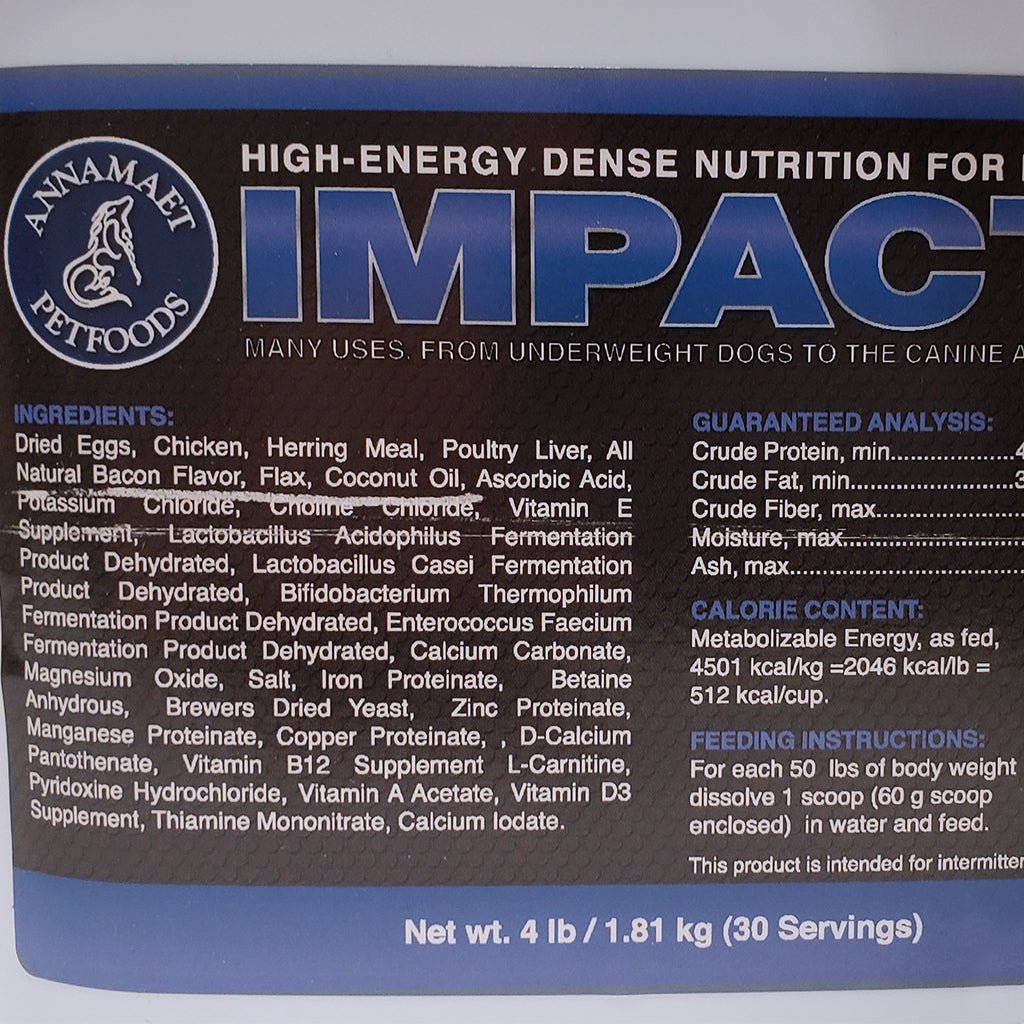 ANNAMAET
PETFOODS
HIGH-ENERGY DENSE NUTRITION FOR
IMPACT
MANY USES. FROM UNDERWEIGHT DOGS TO THE CANINE A
INGREDIENTS:
Dried Eggs, Chicken, Herring Meal, Poultry Liver, All
Natural Bacon Flavor, Flax, Coconut Oil, Ascorbic Acid,
Potassium Chloride, Choline Chloride, Vitamin E
Supplement, Lactobacillus Acidophilus Fermentation
Product Dehydrated, Lactobacillus Casei Fermentation
Product Dehydrated, Bifidobacterium Thermophilum
Fermentation Product Dehydrated, Enterococcus Faecium
Fermentation Product Dehydrated, Calcium Carbonate,
Magnesium Oxide, Salt, Iron Proteinate, Betaine
Anhydrous, Brewers Dried Yeast, Zinc Proteinate,
Manganese Proteinate, Copper Proteinate, , D-Calcium
Pantothenate, Vitamin B12 Supplement L-Carnitine,
Pyridoxine Hydrochloride, Vitamin A Acetate, Vitamin D3
Supplement, Thiamine Mononitrate, Calcium Iodate.
GUARANTEED ANALYSIS:
Crude Protein, min....................4
Crude Fat, min..........................3
Crude Fiber, max.......................
Moisture, max............................
Ash, max....................................
CALORIE CONTENT:
Metabolizable Energy, as fed,
4501 kcal/kg =2046 kcal/lb =
512 kcal/cup.
FEEDING INSTRUCTIONS:
For each 50 lbs of body weight
dissolve 1 scoop (60 g scoop
enclosed) in water and feed.
This product is intended for intermitten
Net wt. 4 lb / 1.81 kg (30 Servings)